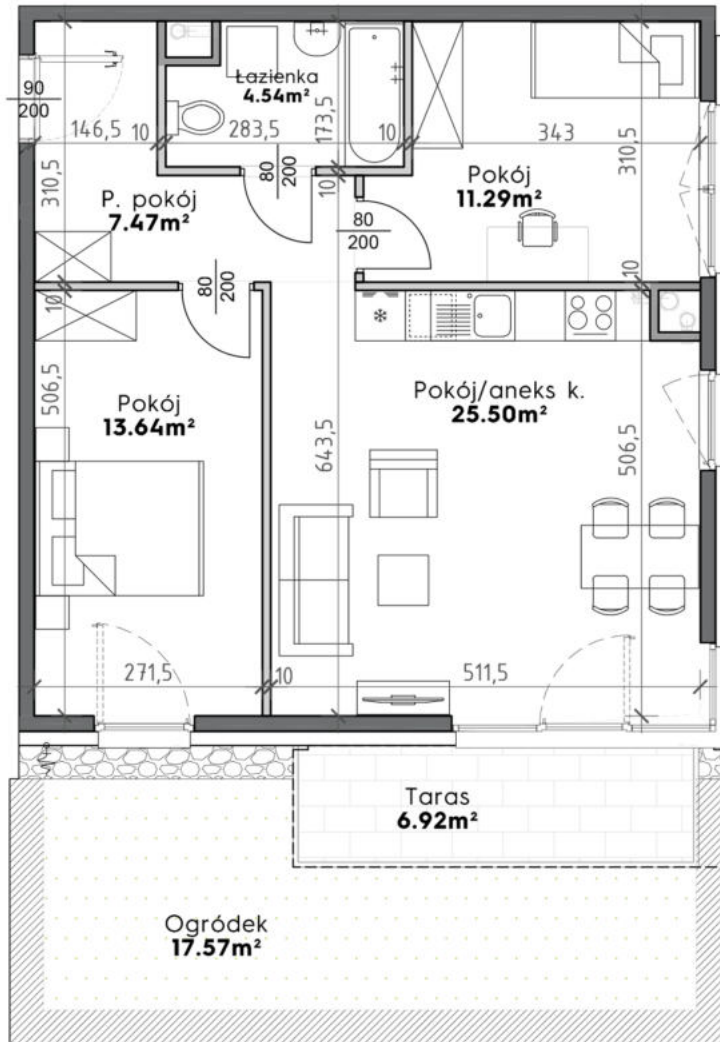 Łazienka
4.54m²
90
200
146,5
10
283,5
173,5
10
343
310,5
310,5
80
200
10
Pokój
11.29m²
P. pokój
7.47m²
80
200
80
200
10
10
Pokój
13.64m²
506,5
Pokój/aneks k.
25.50m²
643,5
506,5
271,5
10
511,5
Taras
6.92m²
Ogródek
17.57m²